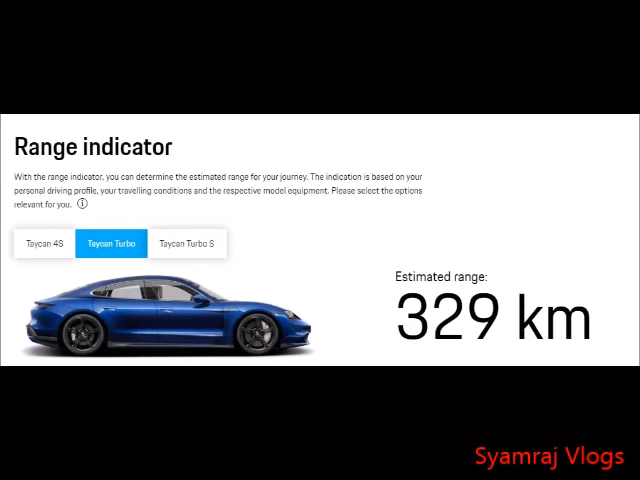 Range indicator
With the range indicator, you can determine the estimated range for your journey. The indication is based on your
personal driving profile, your travelling conditions and the respective model equipment. Please select the options
relevant for you.
Taycan 4S Taycan Turbo Taycan Turbo S
Estimated range:
329 km
Syamraj Vlogs